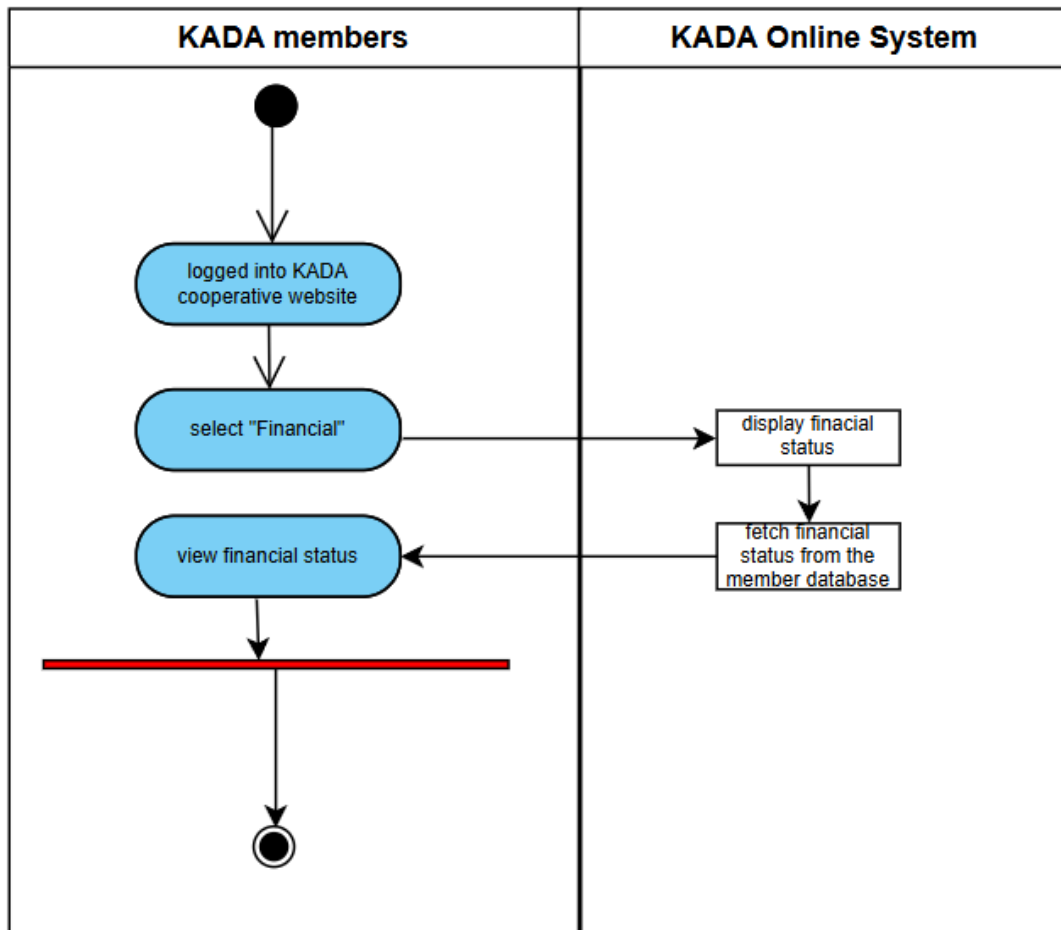 KADA members
KADA Online System
logged into KADA
cooperative website
select "Financial"
display finacial
status
view financial status
fetch financial
status from the
member database